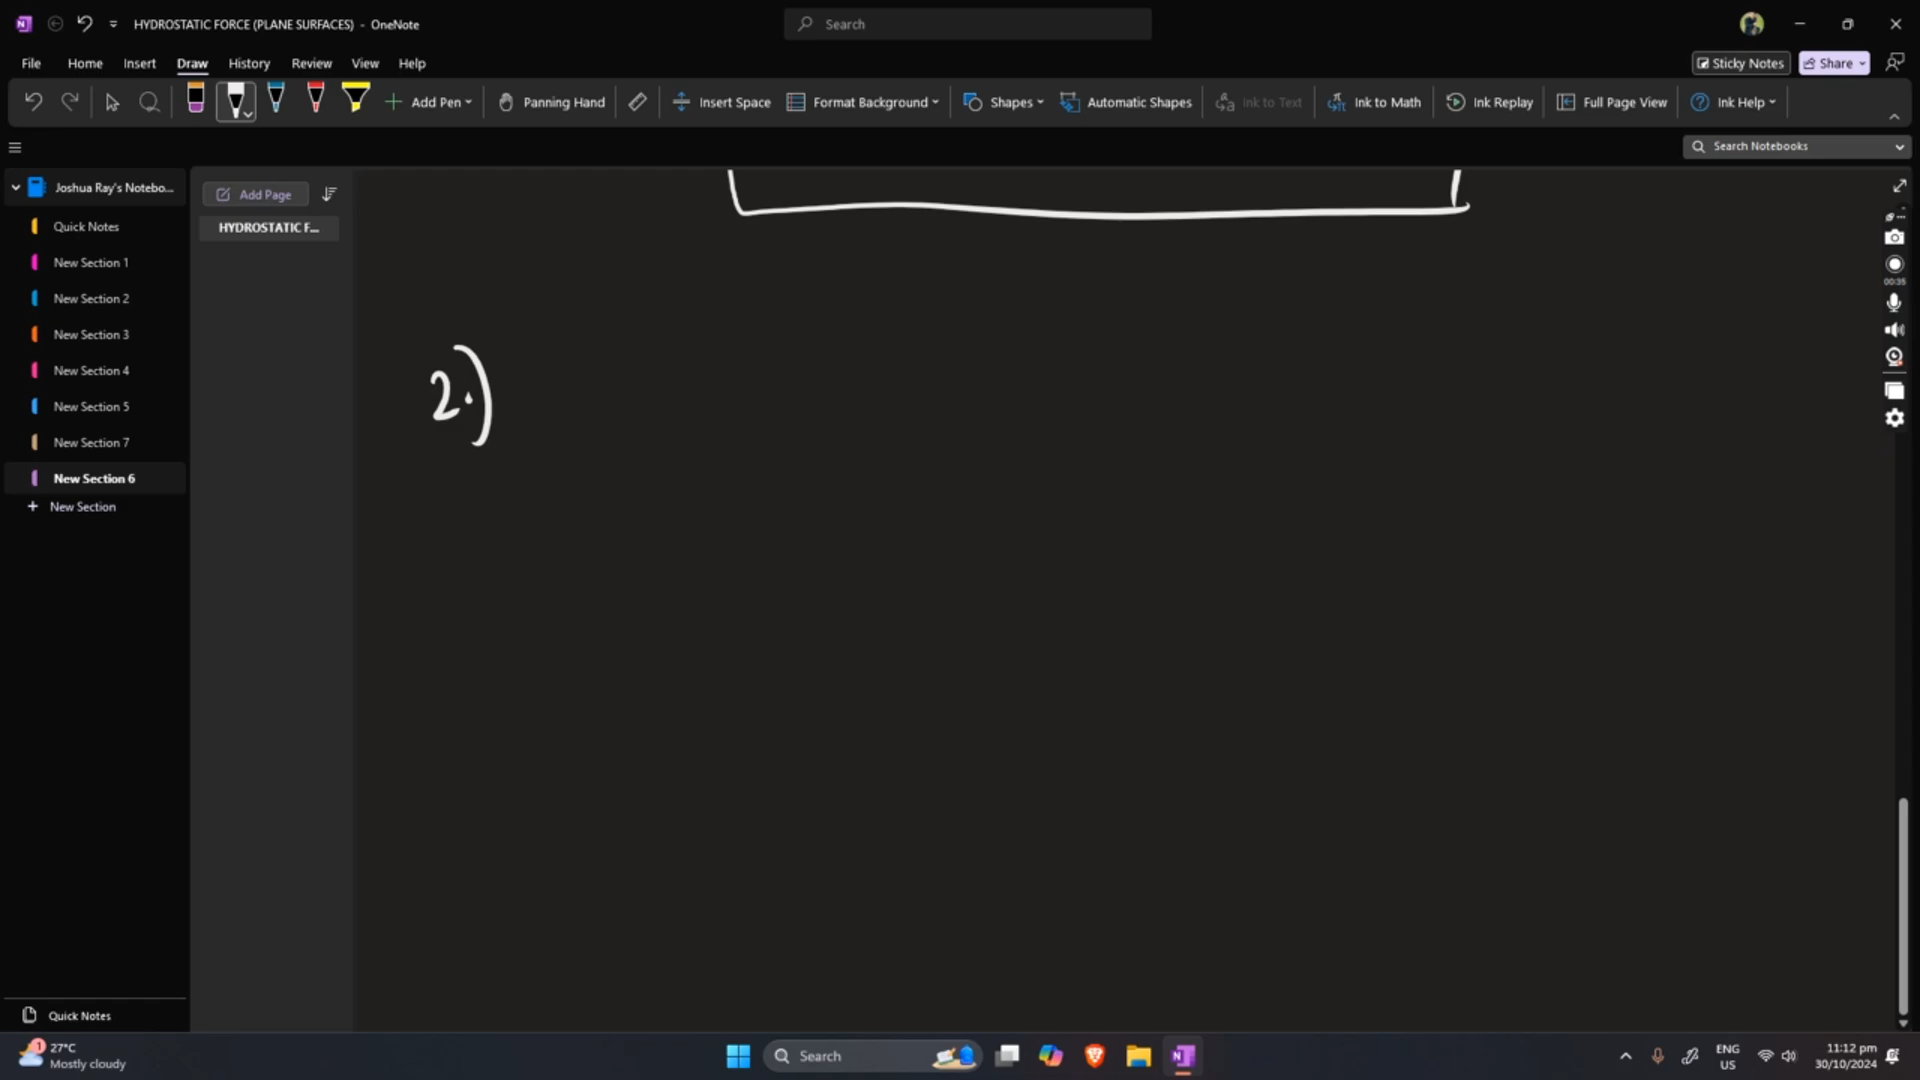 HYDROSTATIC FORCE (PLANE SURFACES) - OneNote
Search
File Home Insert Draw History Review View Help
Sticky Notes Share
Add Pen Panning Hand Insert Space Format Background Shapes Automatic Shapes Ink to Text Ink to Math Ink Replay Full Page View Ink Help
Search Notebooks
Joshua Ray's Notebo...
Add Page
Quick Notes
HYDROSTATIC F...
New Section 1
00:35
New Section 2
New Section 3
New Section 4
New Section 5
New Section 7
New Section 6
New Section
2.)
Quick Notes
1
27°C
Mostly cloudy
Search
ENG
US
11:12 pm
30/10/2024